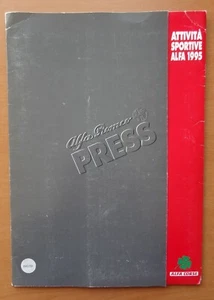 ATTIVITÀ
SPORTIVE
ALFA 1995
Alfa Romeo
PRESS
ALFA CORSE